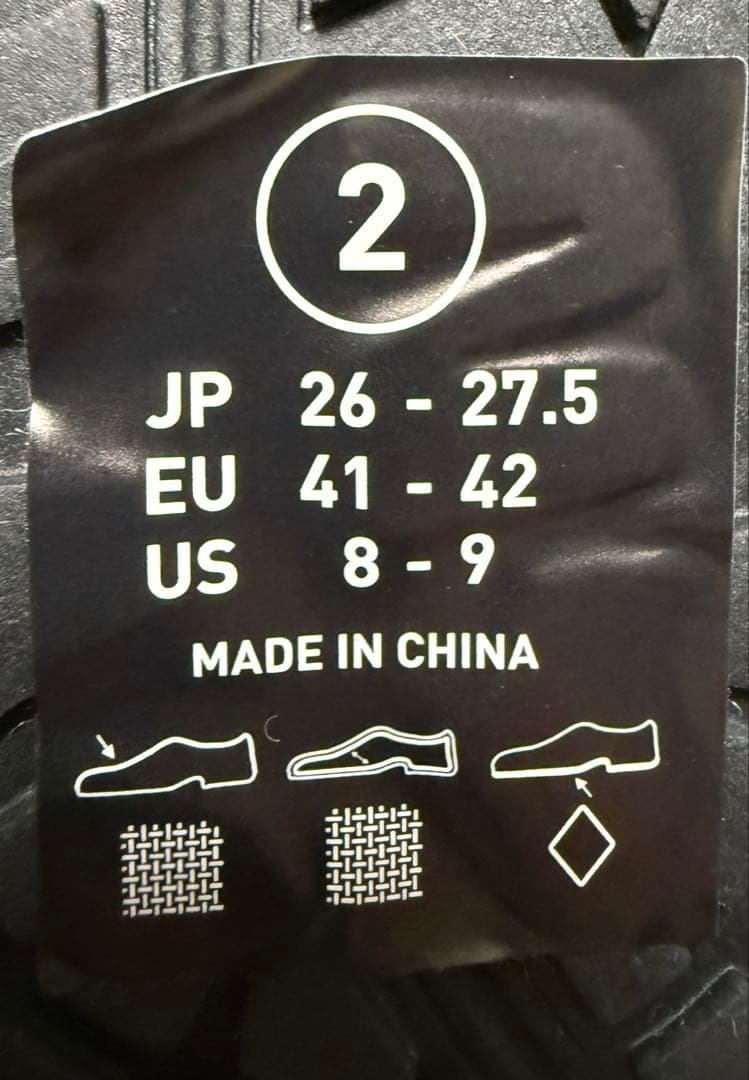 2
JP 26 - 27.5
EU 41 - 42
US 8 - 9
MADE IN CHINA